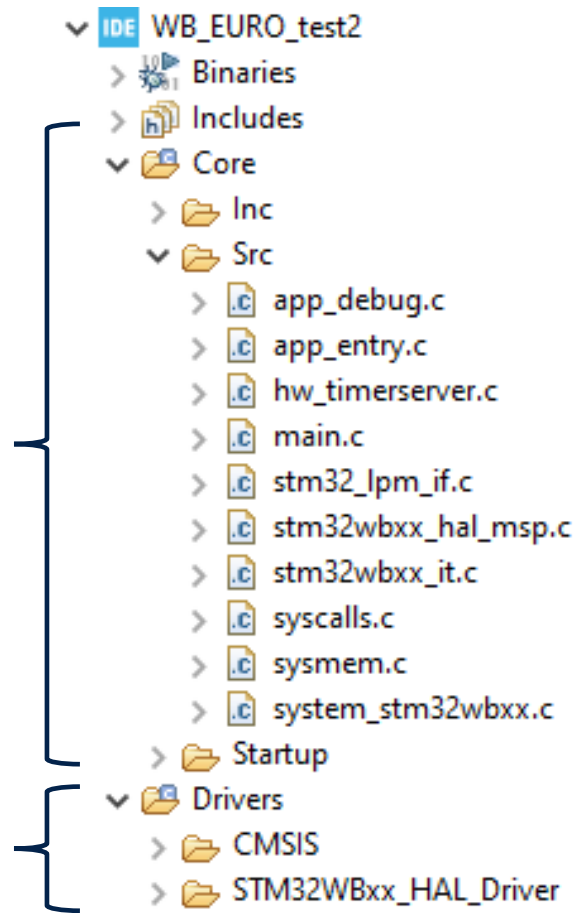 IDE WB_EURO_test2
Binaries
Includes
Core
Inc
Src
app_debug.c
app_entry.c
hw_timerserver.c
main.c
stm32_lpm_if.c
stm32wbxx_hal_msp.c
stm32wbxx_it.c
syscalls.c
sysmem.c
system_stm32wbxx.c
Startup
Drivers
CMSIS
STM32WBxx_HAL_Driver